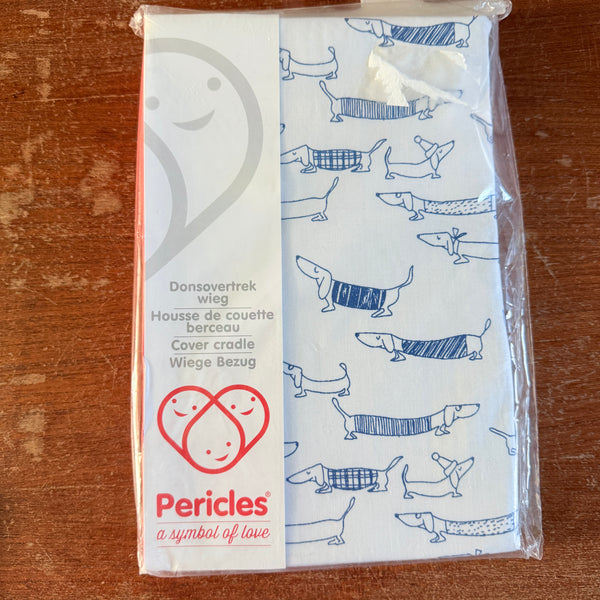 Donsovertrek
wieg
Housse de couette
berceau
Cover cradle
Wiege Bezug
Pericles®
a symbol of love